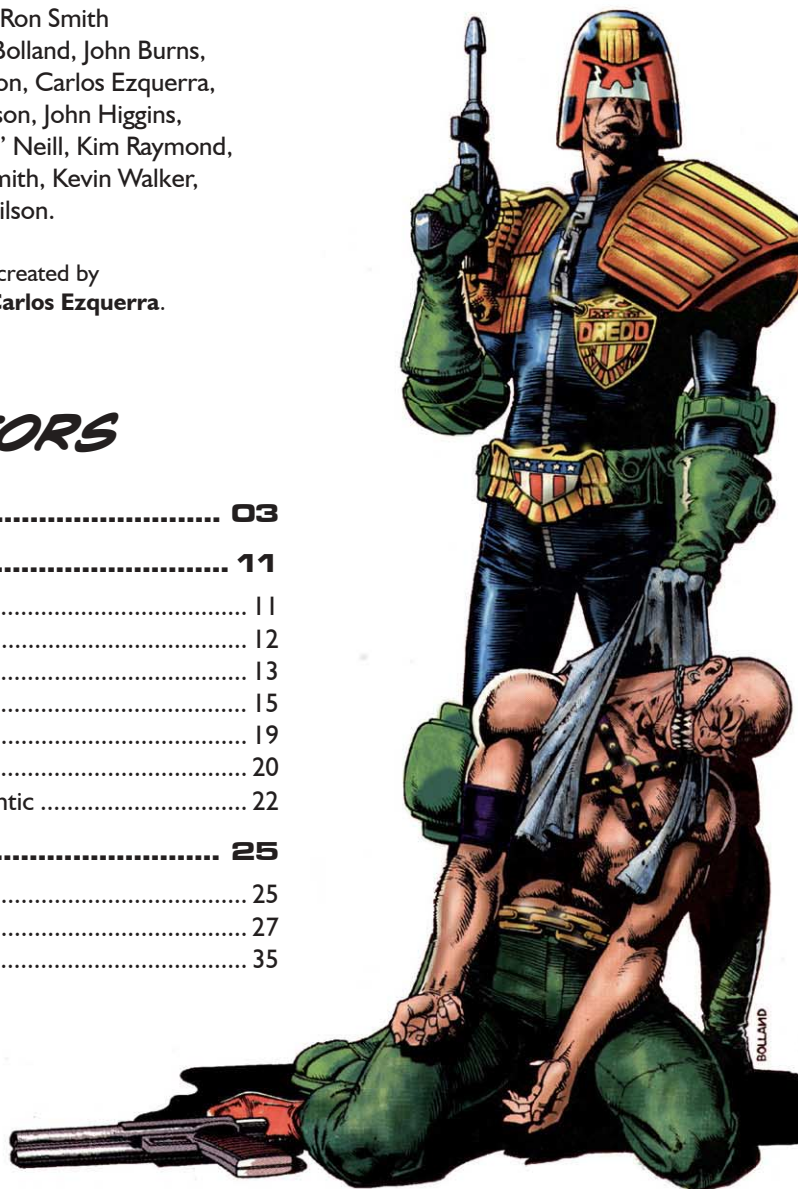 Ron Smith
Bolland, John Burns,
on, Carlos Ezquerra,
son, John Higgins,
’ Neill, Kim Raymond,
mith, Kevin Walker,
ilson.
created by
Carlos Ezquerra.
TORS
............................ 03
............................ 11
.................................... 11
.................................... 12
.................................... 13
.................................... 15
.................................... 19
.................................... 20
ntic .................................... 22
............................ 25
.................................... 25
.................................... 27
.................................... 35
DREDD
BOLLAND